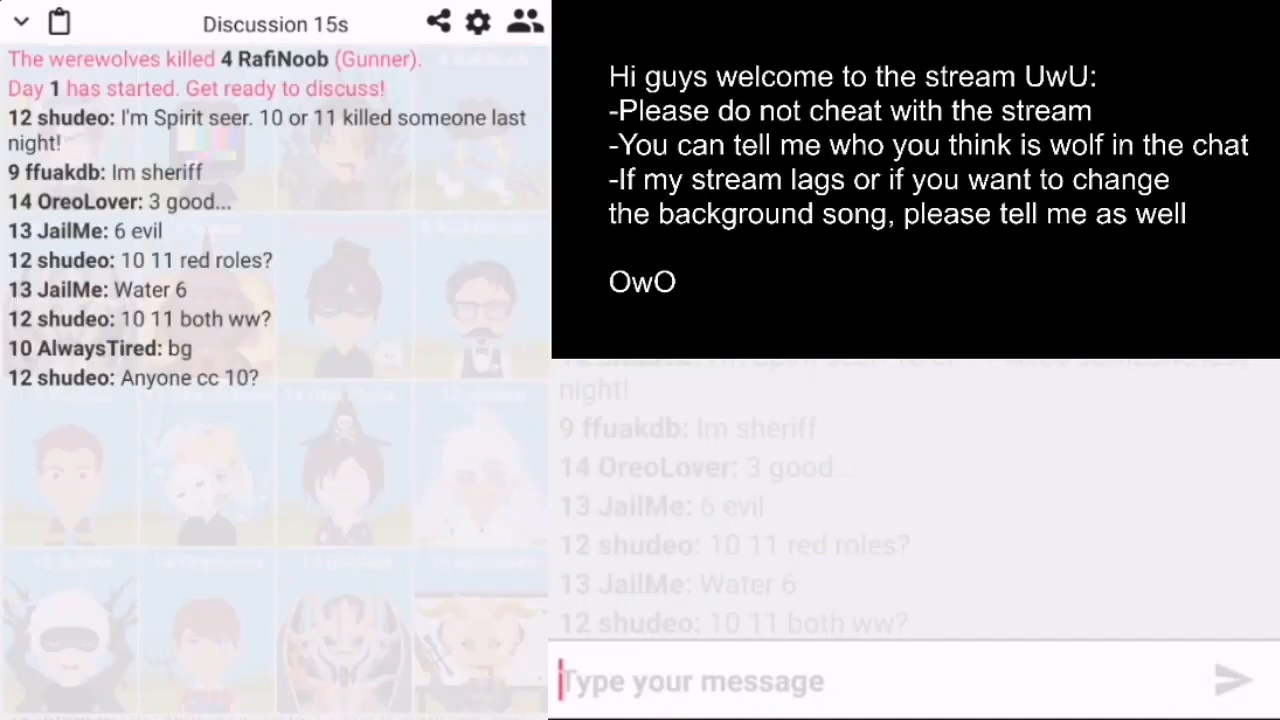 Discussion 15s
The werewolves killed 4 RafiNoob (Gunner).
Day 1 has started. Get ready to discuss!
12 shudeo: I'm Spirit seer. 10 or 11 killed someone last
night!
9 ffuakdb: Im sheriff
14 OreoLover: 3 good...
13 JailMe: 6 evil
12 shudeo: 10 11 red roles?
13 JailMe: Water 6
12 shudeo: 10 11 both ww?
10 AlwaysTired: bg
12 shudeo: Anyone cc 10?
Hi guys welcome to the stream UwU:
-Please do not cheat with the stream
-You can tell me who you think is wolf in the chat
-If my stream lags or if you want to change
the background song, please tell me as well
OwO
night!
9 ffuakdb: Im sheriff
14 OreoLover: 3 good...
13 JailMe: 6 evil
12 shudeo: 10 11 red roles?
13 JailMe: Water 6
12 shudeo: 10 11 both ww?
Type your message